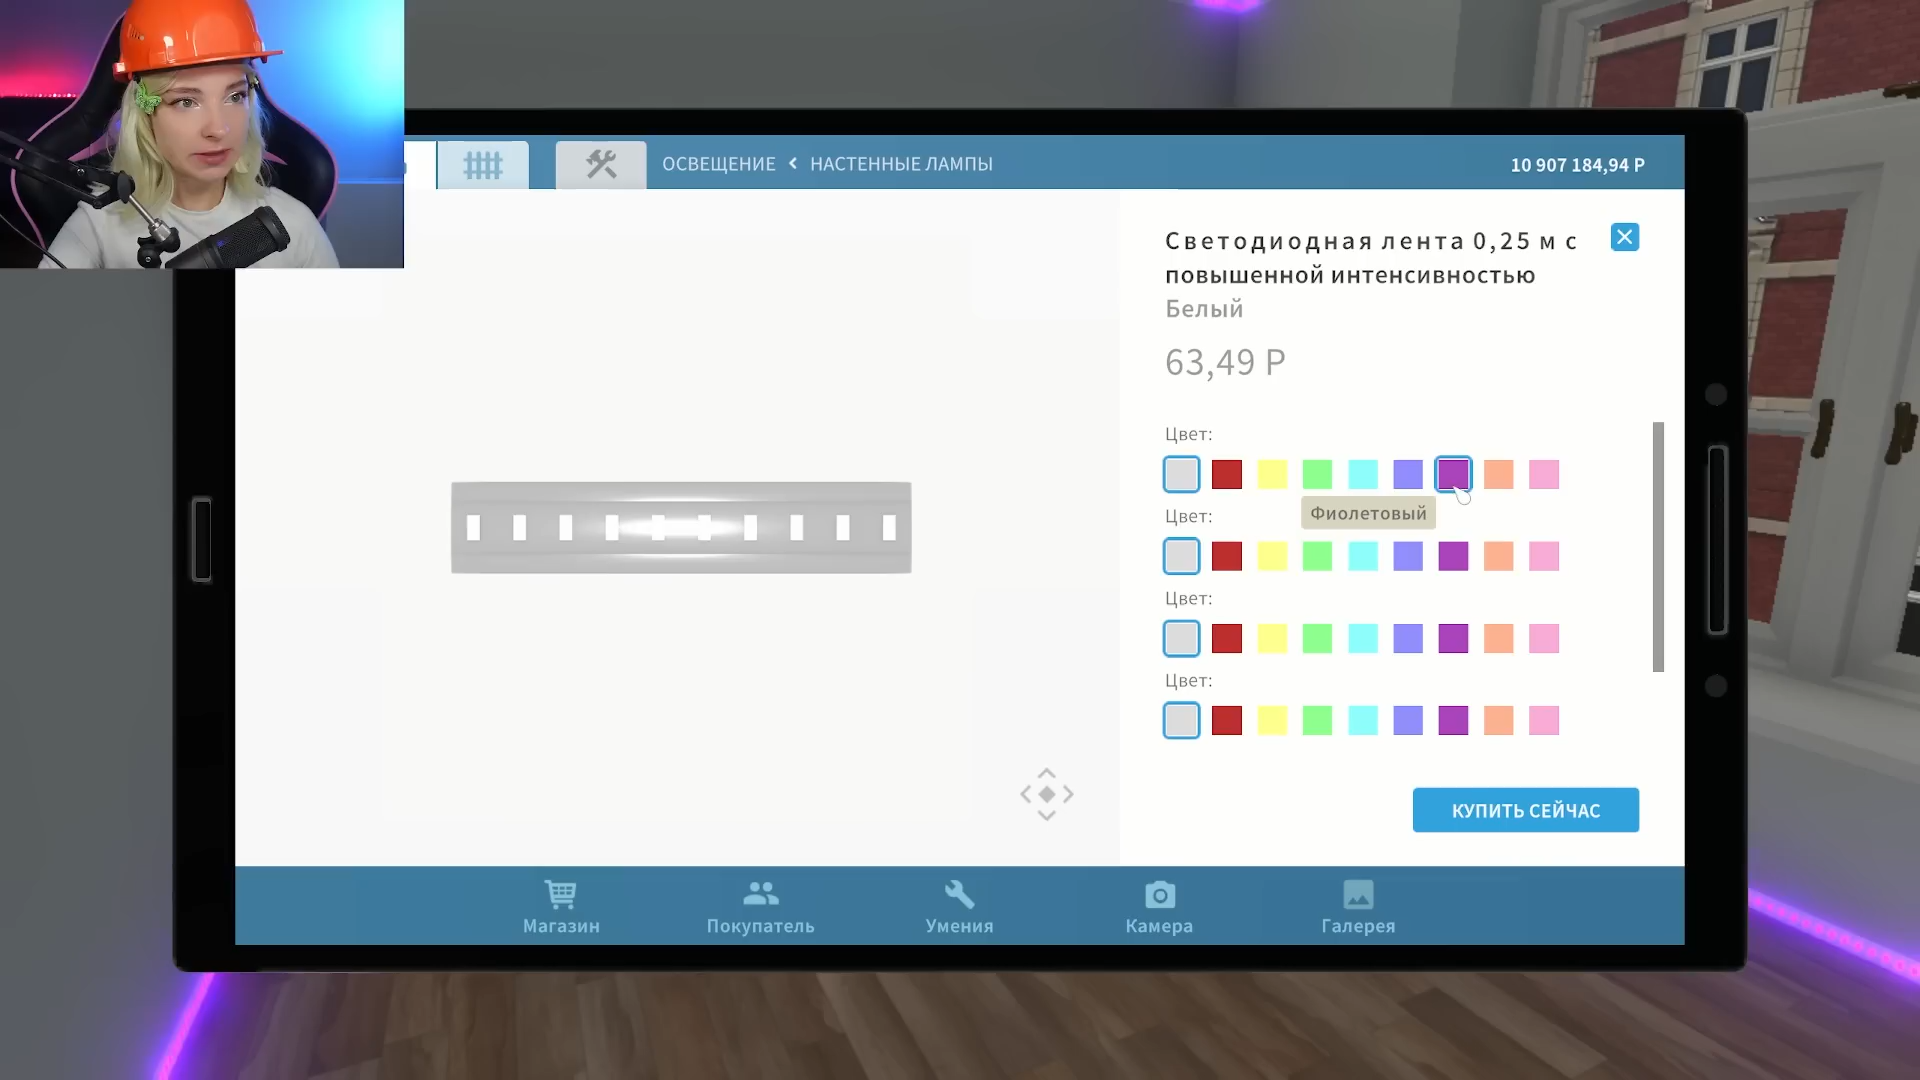 ОСВЕЩЕНИЕ < НАСТЕННЫЕ ЛАМПЫ
10 907 184,94 Р
Светодиодная лента 0,25 м с
повышенной интенсивностью
Белый
63,49 Р
Цвет:
Фиолетовый
Цвет:
Цвет:
Цвет:
КУПИТЬ СЕЙЧАС
Магазин
Покупатель
Умения
Камера
Галерея